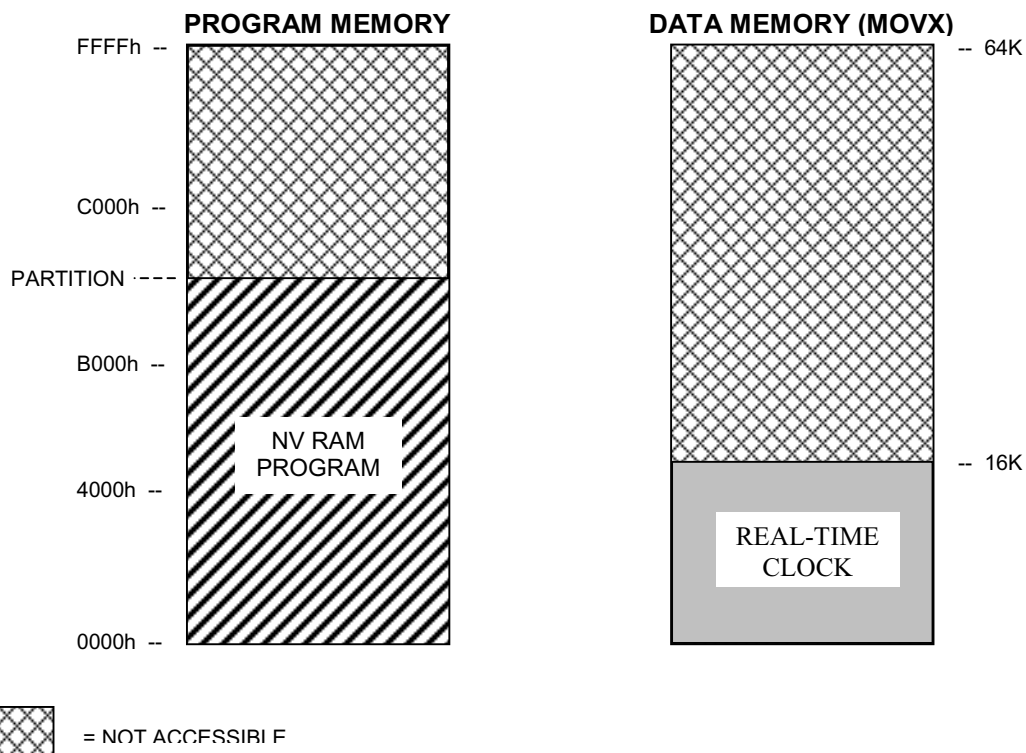 PROGRAM MEMORY
DATA MEMORY (MOVX)
FFFFh --
-- 64K
C000h --
PARTITION ----
B000h --
NV RAM
PROGRAM
-- 16K
4000h --
REAL-TIME
CLOCK
0000h --
= NOT ACCESSIBLE